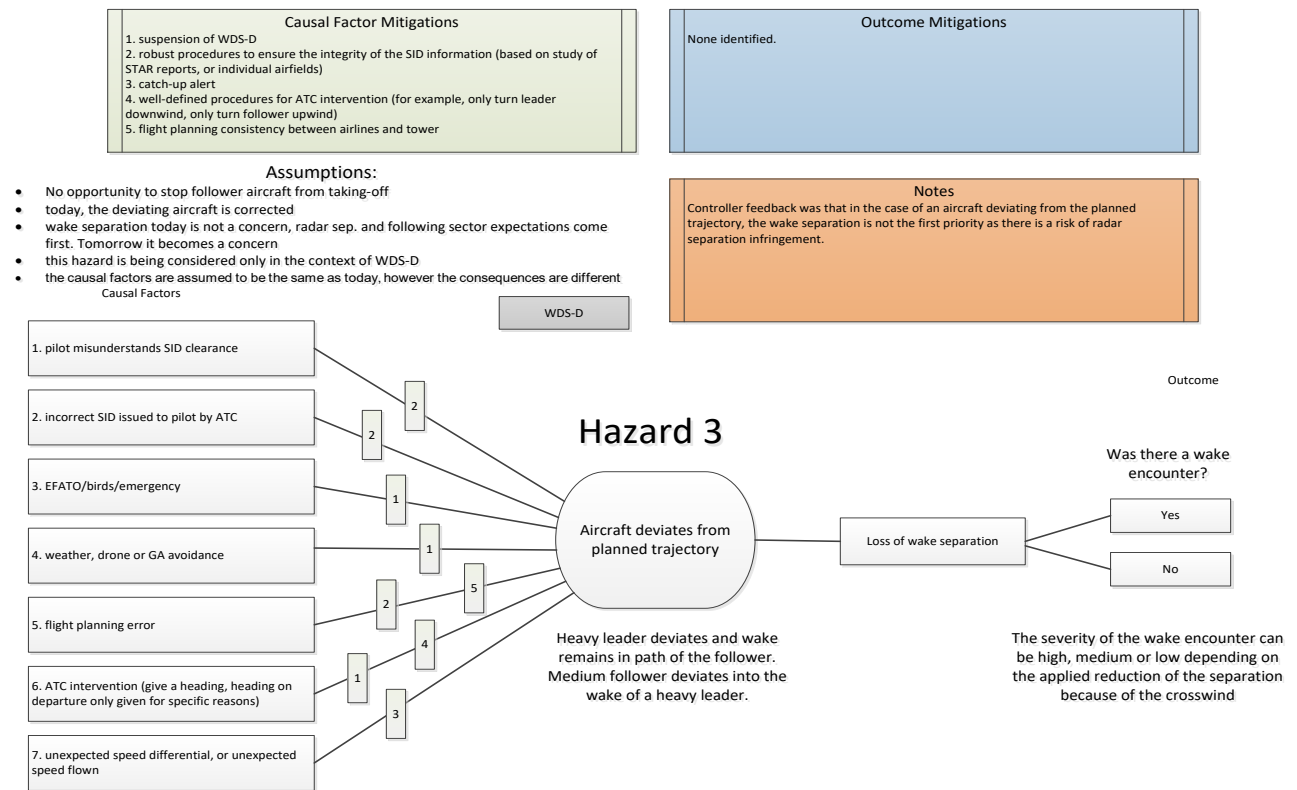 Causal Factor Mitigations
1. suspension of WDS-D
2. robust procedures to ensure the integrity of the SID information (based on study of
STAR reports, or individual airfields)
3. catch-up alert
4. well-defined procedures for ATC intervention (for example, only turn leader
downwind, only turn follower upwind)
5. flight planning consistency between airlines and tower
Outcome Mitigations
None identified.
Assumptions:
• No opportunity to stop follower aircraft from taking-off
• today, the deviating aircraft is corrected
• wake separation today is not a concern, radar sep. and following sector expectations come
first. Tomorrow it becomes a concern
• this hazard is being considered only in the context of WDS-D
• the causal factors are assumed to be the same as today, however the consequences are different
Notes
Controller feedback was that in the case of an aircraft deviating from the planned
trajectory, the wake separation is not the first priority as there is a risk of radar
separation infringement.
Causal Factors
WDS-D
1. pilot misunderstands SID clearance
2
2. incorrect SID issued to pilot by ATC
2
3. EFATO/birds/emergency
1
4. weather, drone or GA avoidance
1
5. flight planning error
2
5
6. ATC intervention (give a heading, heading on
departure only given for specific reasons)
1
4
7. unexpected speed differential, or unexpected
speed flown
3
Hazard 3
Aircraft deviates from
planned trajectory
Heavy leader deviates and wake
remains in path of the follower.
Medium follower deviates into the
wake of a heavy leader.
Loss of wake separation
Outcome
Was there a wake
encounter?
Yes
No
The severity of the wake encounter can
be high, medium or low depending on
the applied reduction of the separation
because of the crosswind